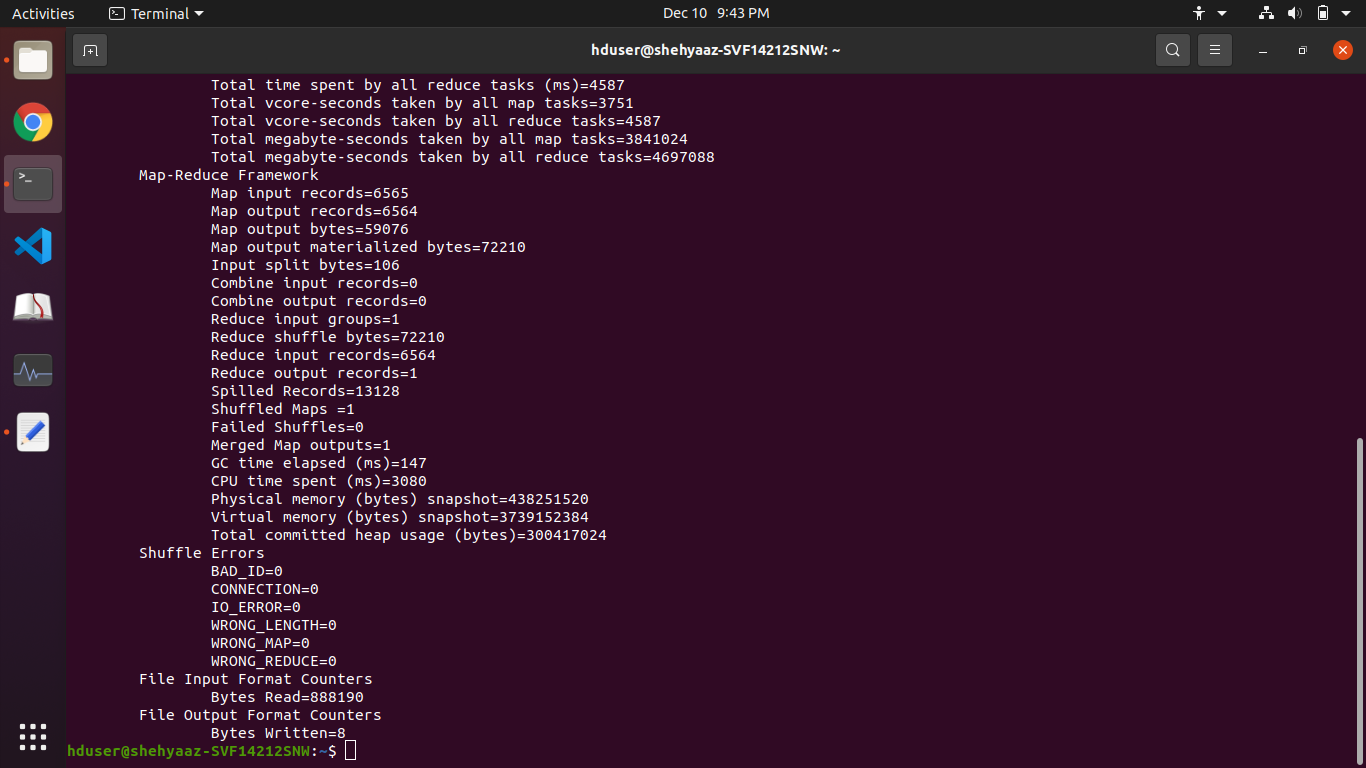 Activities Terminal Dec 10 9:43 PM
hduser@shehyaaz-SVF14212SNW: ~
Total time spent by all reduce tasks (ms)=4587
Total vcore-seconds taken by all map tasks=3751
Total vcore-seconds taken by all reduce tasks=4587
Total megabyte-seconds taken by all map tasks=3841024
Total megabyte-seconds taken by all reduce tasks=4697088
Map-Reduce Framework
Map input records=6565
Map output records=6564
Map output bytes=59076
Map output materialized bytes=72210
Input split bytes=106
Combine input records=0
Combine output records=0
Reduce input groups=1
Reduce shuffle bytes=72210
Reduce input records=6564
Reduce output records=1
Spilled Records=13128
Shuffled Maps =1
Failed Shuffles=0
Merged Map outputs=1
GC time elapsed (ms)=147
CPU time spent (ms)=3080
Physical memory (bytes) snapshot=438251520
Virtual memory (bytes) snapshot=3739152384
Total committed heap usage (bytes)=300417024
Shuffle Errors
BAD_ID=0
CONNECTION=0
IO_ERROR=0
WRONG_LENGTH=0
WRONG_MAP=0
WRONG_REDUCE=0
File Input Format Counters
Bytes Read=888190
File Output Format Counters
Bytes Written=8
hduser@shehyaaz-SVF14212SNW:~$